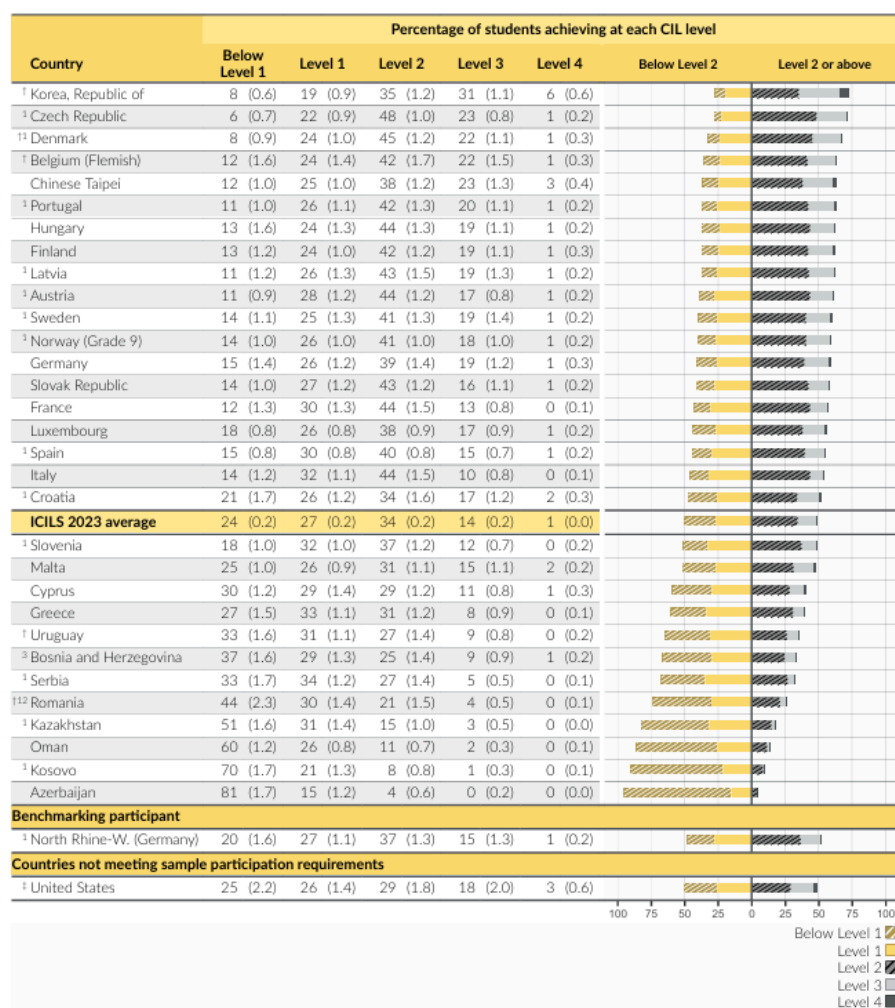 Percentage of students achieving at each CIL level
Country Below Level 1 Level 1 Level 2 Level 3 Level 4 Below Level 2 Level 2 or above
† Korea, Republic of 8 (0.6) 19 (0.9) 35 (1.2) 31 (1.1) 6 (0.6)
1 Czech Republic 6 (0.7) 22 (0.9) 48 (1.0) 23 (0.8) 1 (0.2)
†1 Denmark 8 (0.9) 24 (1.0) 45 (1.2) 22 (1.1) 1 (0.3)
† Belgium (Flemish) 12 (1.6) 24 (1.4) 42 (1.7) 22 (1.5) 1 (0.3)
Chinese Taipei 12 (1.0) 25 (1.0) 38 (1.2) 23 (1.3) 3 (0.4)
1 Portugal 11 (1.0) 26 (1.1) 42 (1.3) 20 (1.1) 1 (0.2)
Hungary 13 (1.6) 24 (1.3) 44 (1.3) 19 (1.1) 1 (0.2)
Finland 13 (1.2) 24 (1.0) 42 (1.2) 19 (1.1) 1 (0.3)
1 Latvia 11 (1.2) 26 (1.3) 43 (1.5) 19 (1.3) 1 (0.2)
1 Austria 11 (0.9) 28 (1.2) 44 (1.2) 17 (0.8) 1 (0.2)
1 Sweden 14 (1.1) 25 (1.3) 41 (1.3) 19 (1.4) 1 (0.2)
1 Norway (Grade 9) 14 (1.0) 26 (1.0) 41 (1.0) 18 (1.0) 1 (0.2)
Germany 15 (1.4) 26 (1.2) 39 (1.4) 19 (1.2) 1 (0.3)
Slovak Republic 14 (1.0) 27 (1.2) 43 (1.2) 16 (1.1) 1 (0.2)
France 12 (1.3) 30 (1.3) 44 (1.5) 13 (0.8) 0 (0.1)
Luxembourg 18 (0.8) 26 (0.8) 38 (0.9) 17 (0.9) 1 (0.2)
1 Spain 15 (0.8) 30 (0.8) 40 (0.8) 15 (0.7) 1 (0.2)
Italy 14 (1.2) 32 (1.1) 44 (1.5) 10 (0.8) 0 (0.1)
1 Croatia 21 (1.7) 26 (1.2) 34 (1.6) 17 (1.2) 2 (0.3)
ICILS 2023 average 24 (0.2) 27 (0.2) 34 (0.2) 14 (0.2) 1 (0.0)
1 Slovenia 18 (1.0) 32 (1.0) 37 (1.2) 12 (0.7) 0 (0.2)
Malta 25 (1.0) 26 (0.9) 31 (1.1) 15 (1.1) 2 (0.2)
Cyprus 30 (1.2) 29 (1.4) 29 (1.2) 11 (0.8) 1 (0.3)
Greece 27 (1.5) 33 (1.1) 31 (1.2) 8 (0.9) 0 (0.1)
† Uruguay 33 (1.6) 31 (1.1) 27 (1.4) 9 (0.8) 0 (0.2)
3 Bosnia and Herzegovina 37 (1.6) 29 (1.3) 25 (1.4) 9 (0.9) 1 (0.2)
1 Serbia 33 (1.7) 34 (1.2) 27 (1.4) 5 (0.5) 0 (0.1)
†12 Romania 44 (2.3) 30 (1.4) 21 (1.5) 4 (0.5) 0 (0.1)
1 Kazakhstan 51 (1.6) 31 (1.4) 15 (1.0) 3 (0.5) 0 (0.0)
Oman 60 (1.2) 26 (0.8) 11 (0.7) 2 (0.3) 0 (0.1)
1 Kosovo 70 (1.7) 21 (1.3) 8 (0.8) 1 (0.3) 0 (0.1)
Azerbaijan 81 (1.7) 15 (1.2) 4 (0.6) 0 (0.2) 0 (0.0)
Benchmarking participant
1 North Rhine-W. (Germany) 20 (1.6) 27 (1.1) 37 (1.3) 15 (1.3) 1 (0.2)
Countries not meeting sample participation requirements
‡ United States 25 (2.2) 26 (1.4) 29 (1.8) 18 (2.0) 3 (0.6)
100 75 50 25 0 25 50 75 100
Below Level 1
Level 1
Level 2
Level 3
Level 4